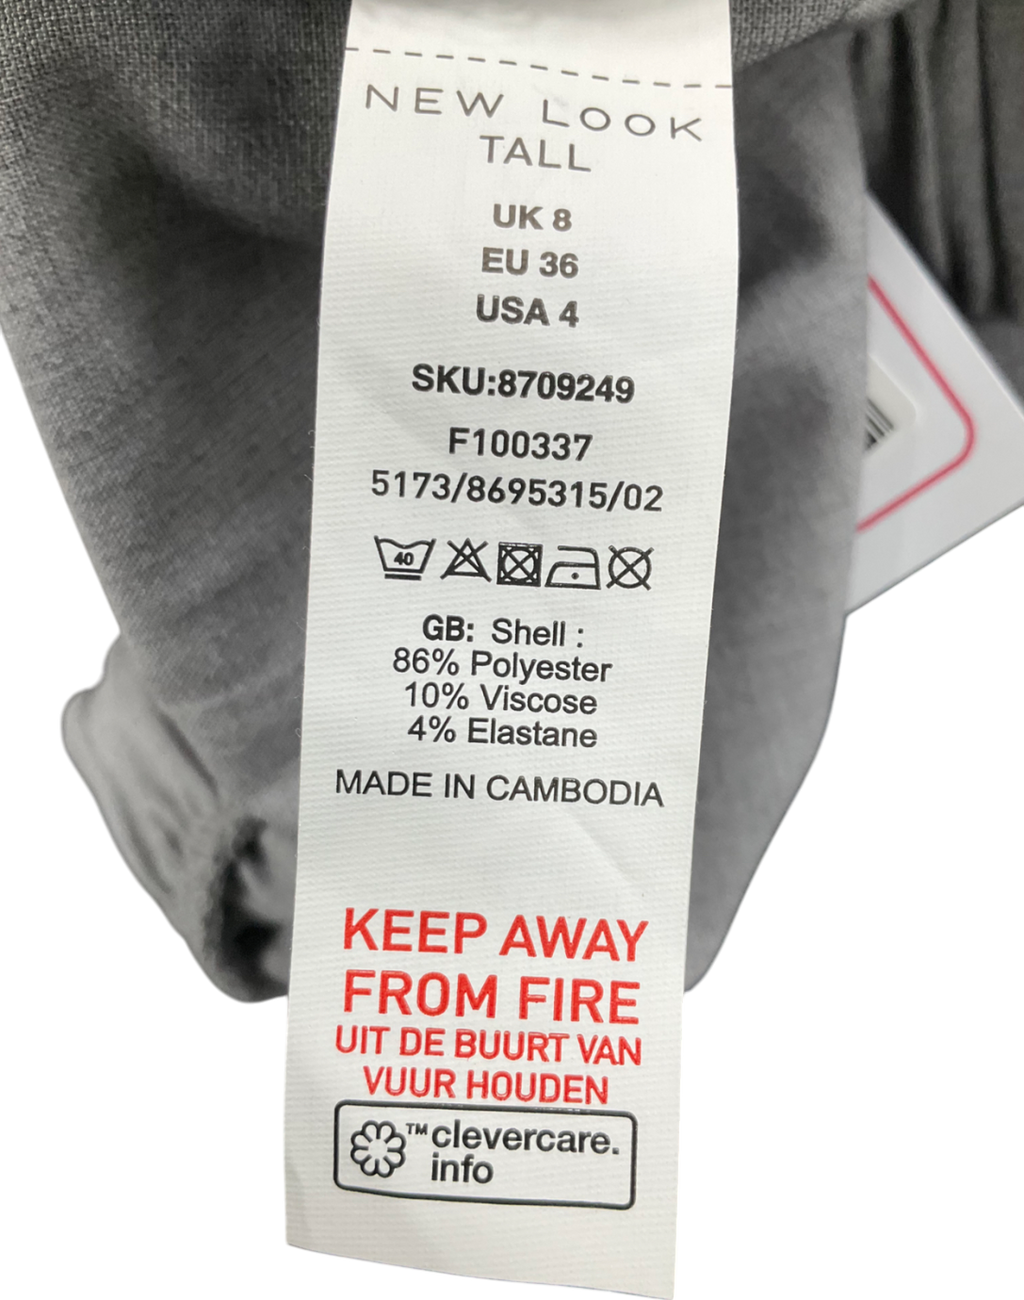 NEW LOOK
TALL
UK 8
EU 36
USA 4
SKU:8709249
F100337
5173/8695315/02
40
GB: Shell :
86% Polyester
10% Viscose
4% Elastane
MADE IN CAMBODIA
KEEP AWAY
FROM FIRE
UIT DE BUURT VAN
VUUR HOUDEN
™ clevercare.
info